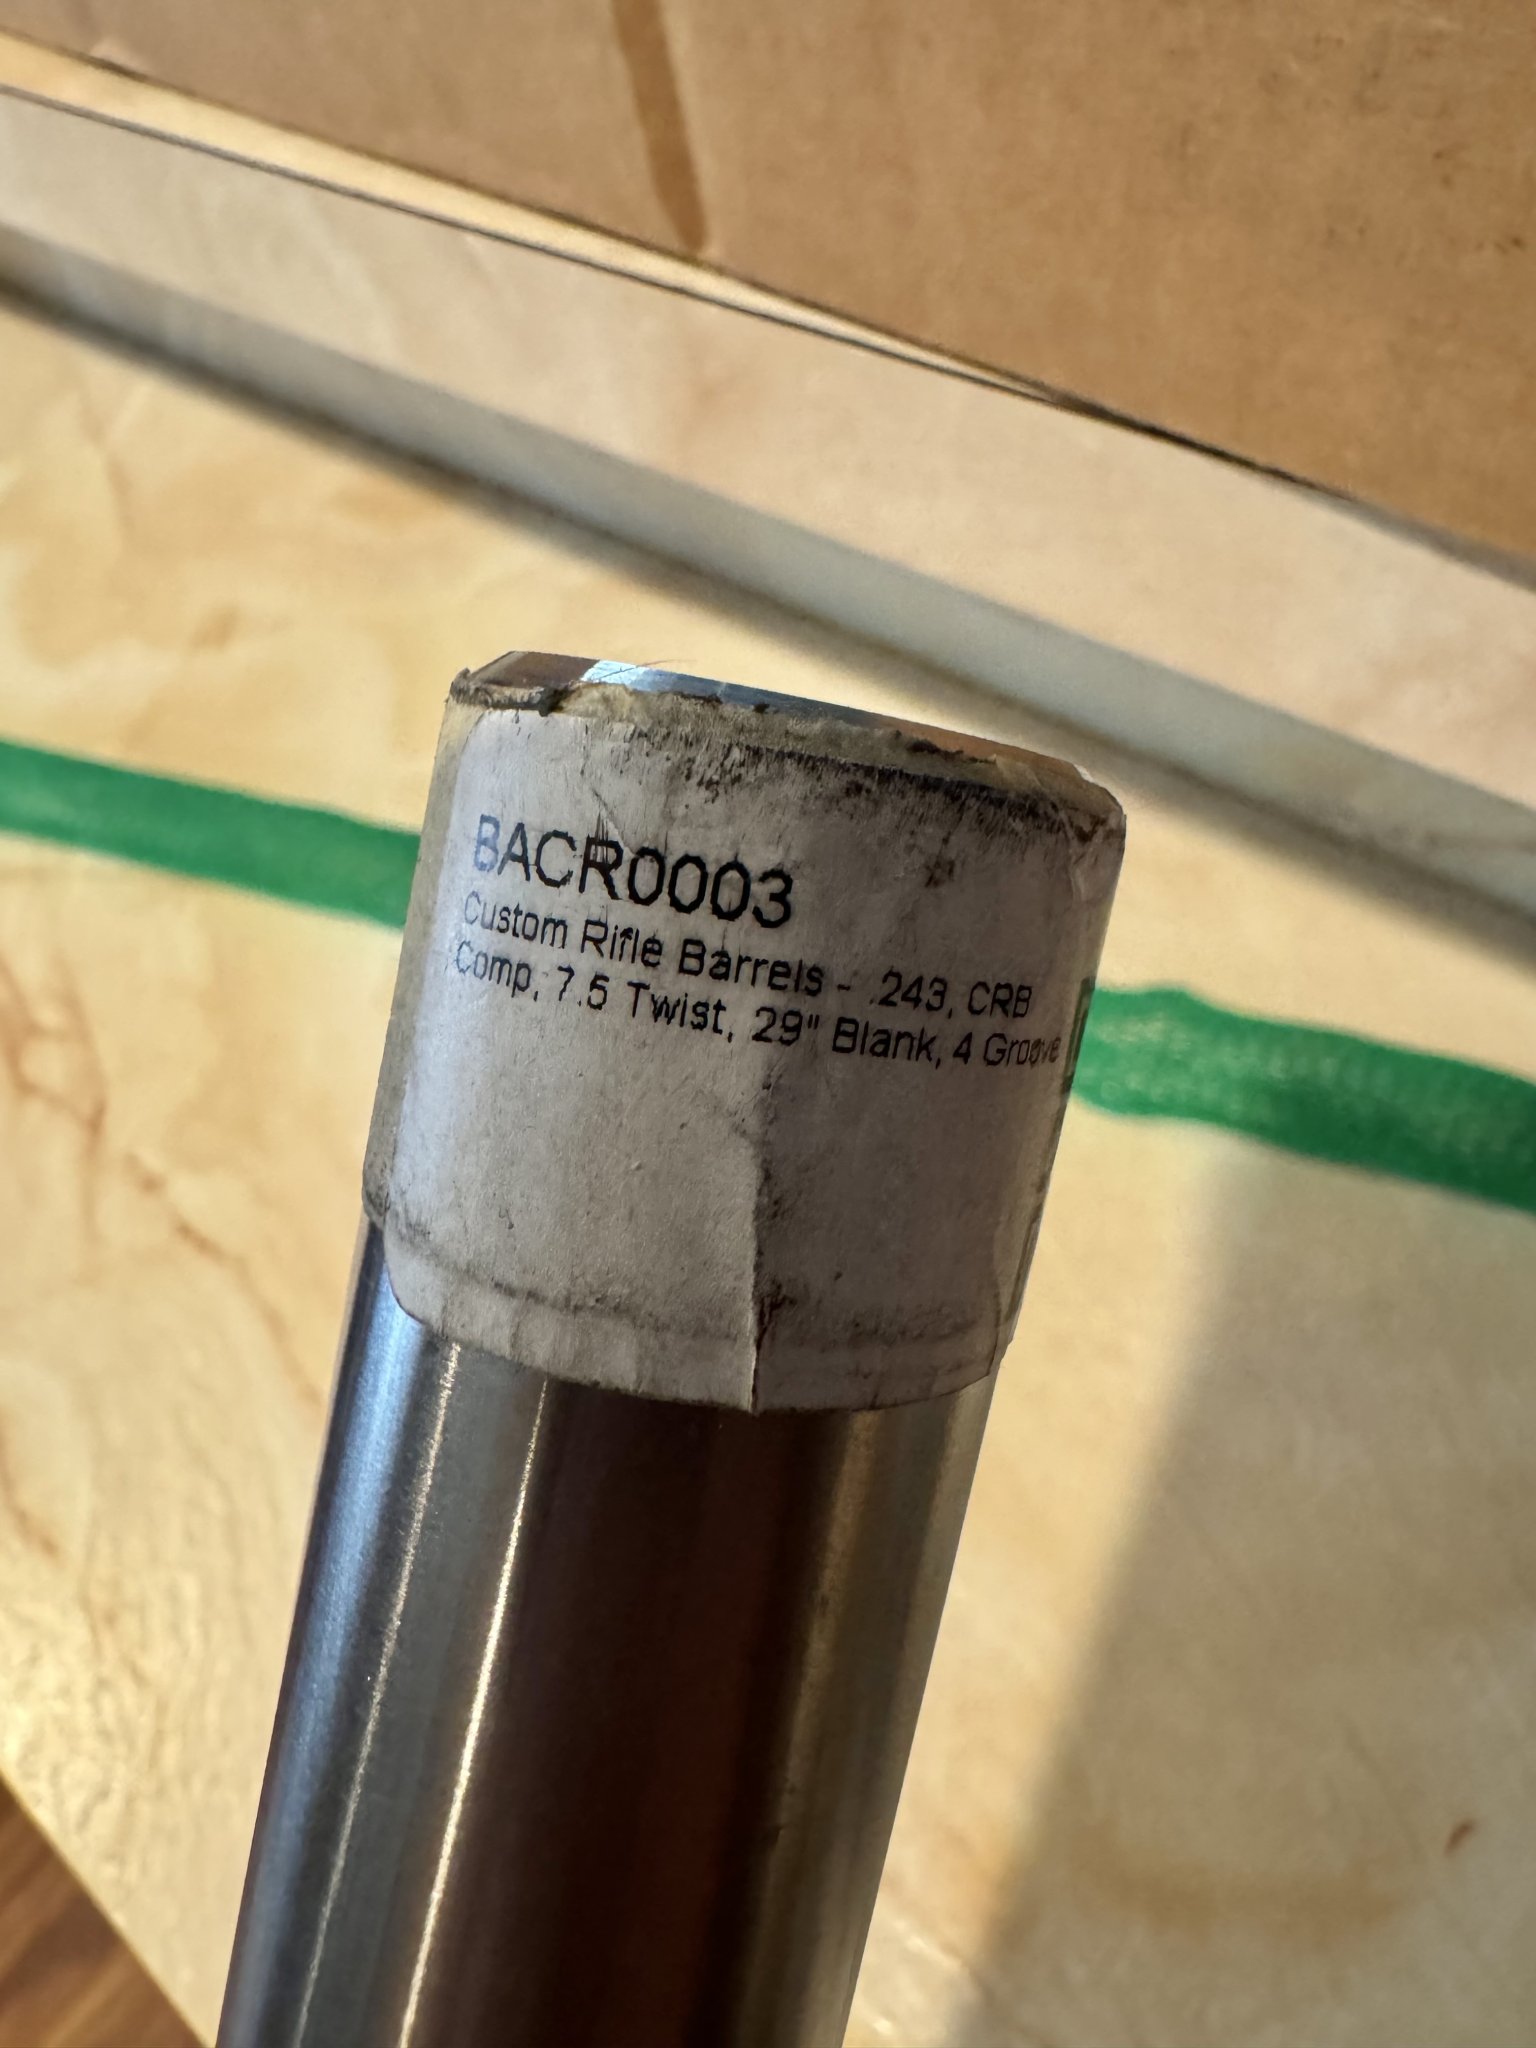 BACR0003
Custom Rifle Barrels - .243, CRB
Comp, 7.5 Twist, 29" Blank, 4 Groove